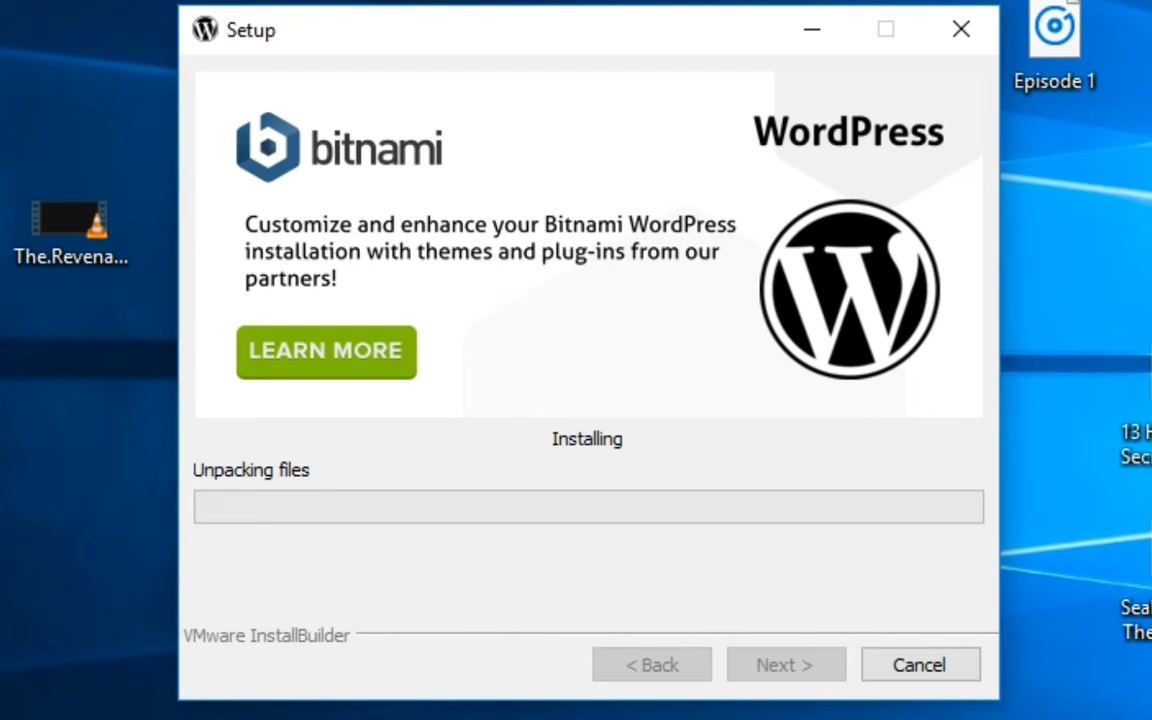 Setup
Episode 1
bitnami
WordPress
Customize and enhance your Bitnami WordPress
installation with themes and plug-ins from our
partners!
LEARN MORE
The.Revena...
Installing
Unpacking files
13 H
Sec
Sea
The
VMware InstallBuilder
< Back
Next >
Cancel